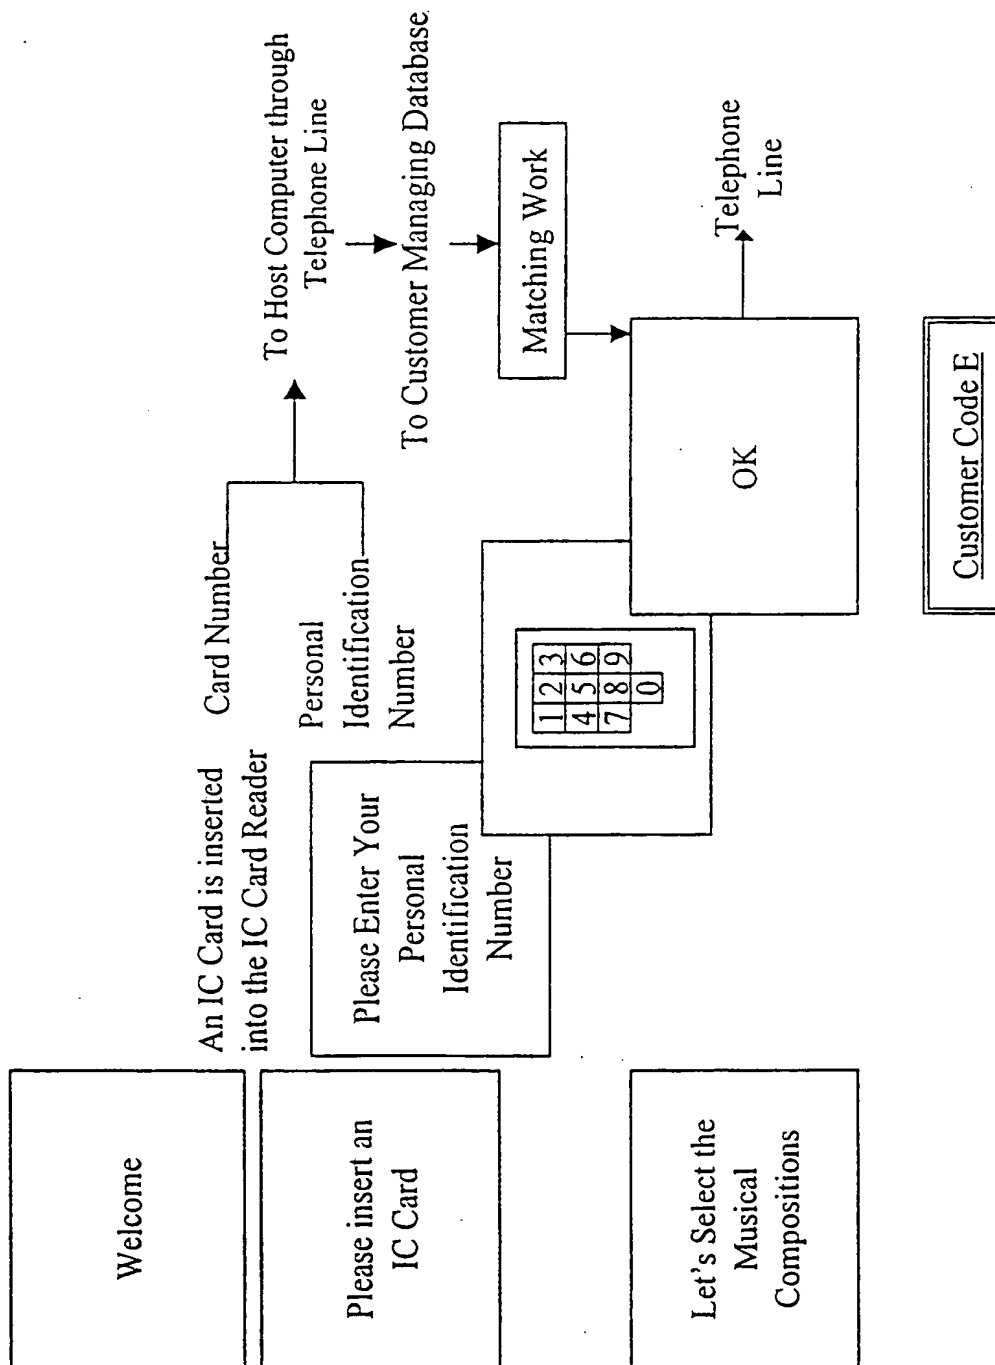 Welcome
Please insert an
IC Card
An IC Card is inserted
into the IC Card Reader
Please Enter Your
Personal
Identification
Number
1 2 3
4 5 6
7 8 9
0
Card Number
Personal
Identification
Number
To Host Computer through
Telephone Line
To Customer Managing Database
Matching Work
OK
Telephone
Line
Let's Select the
Musical
Compositions
Customer Code E